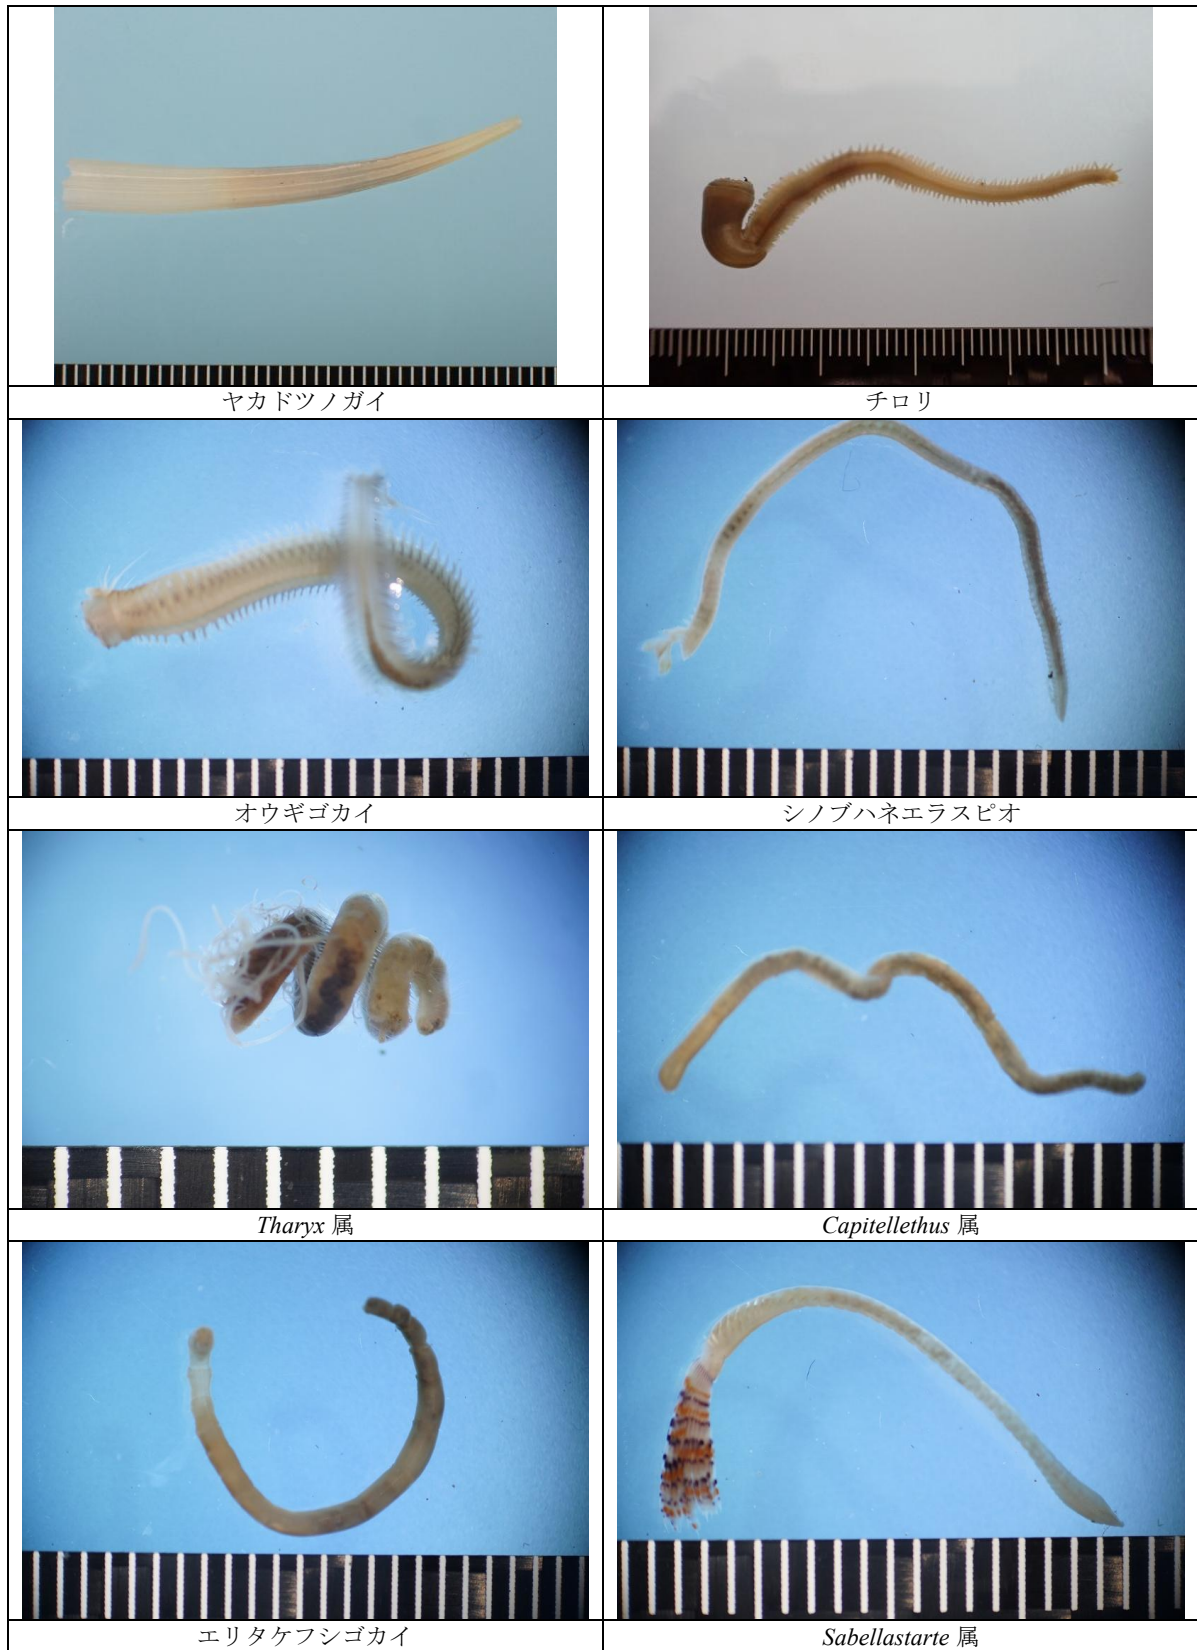 ヤカドツノガイ
チロリ
オウギゴカイ
シノブハネエラスピオ
Tharyx 属
Capitellethus 属
エリタケフシゴカイ
Sabellastarte 属